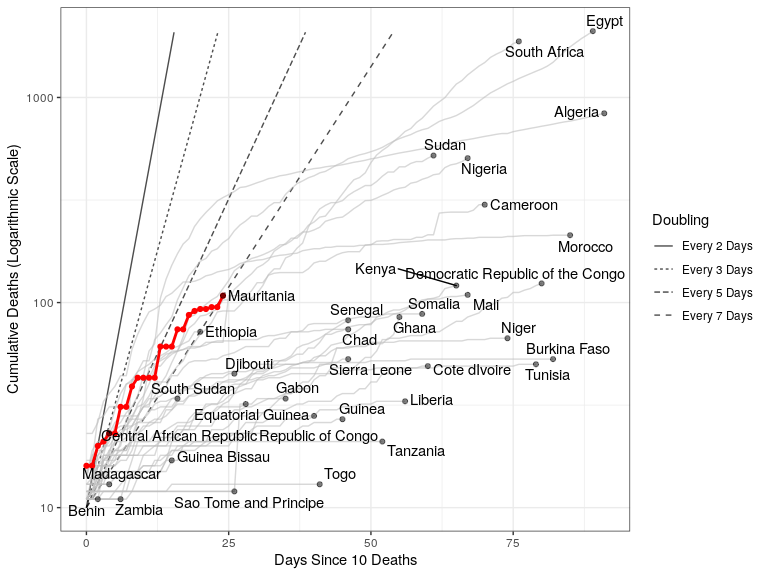 Egypt
South Africa
1000
Algeria
Sudan
Nigeria
Cameroon
Morocco
Kenya
Democratic Republic of the Congo
100
Mauritania
Somalia
Mali
Senegal
Ghana
Ethiopia
Chad
Niger
Burkina Faso
Djibouti
Sierra Leone
Cote dIvoire
Tunisia
South Sudan
Gabon
Liberia
Equatorial Guinea
Guinea
Central African Republic
Republic of Congo
Tanzania
Guinea Bissau
Madagascar
Togo
Sao Tome and Principe
10
Benin
Zambia
0
25
50
75
Days Since 10 Deaths
Cumulative Deaths (Logarithmic Scale)
Doubling
Every 2 Days
Every 3 Days
Every 5 Days
Every 7 Days